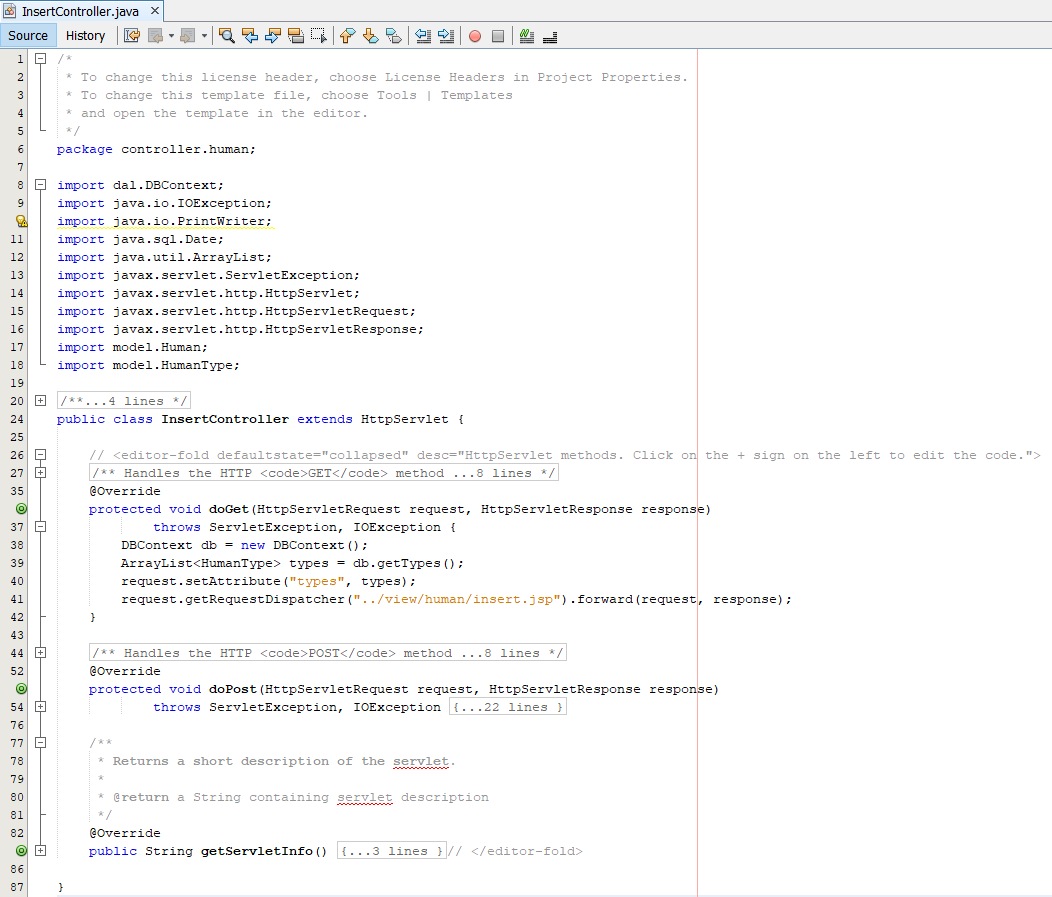 InsertController.java ×
Source History
1 /*
2 * To change this license header, choose License Headers in Project Properties.
3 * To change this template file, choose Tools | Templates
4 * and open the template in the editor.
5 */
6 package controller.human;
7
8 import dal.DBContext;
9 import java.io.IOException;
import java.io.PrintWriter;
11 import java.sql.Date;
12 import java.util.ArrayList;
13 import javax.servlet.ServletException;
14 import javax.servlet.http.HttpServlet;
15 import javax.servlet.http.HttpServletRequest;
16 import javax.servlet.http.HttpServletResponse;
17 import model.Human;
18 import model.HumanType;
19
20 /**...4 lines */
24 public class InsertController extends HttpServlet {
25
26 // <editor-fold defaultstate="collapsed" desc="HttpServlet methods. Click on the + sign on the left to edit the code.">
27 /** Handles the HTTP <code>GET</code> method ...8 lines */
35 @Override
protected void doGet(HttpServletRequest request, HttpServletResponse response)
37 throws ServletException, IOException {
38 DBContext db = new DBContext();
39 ArrayList<HumanType> types = db.getTypes();
40 request.setAttribute("types", types);
41 request.getRequestDispatcher("../view/human/insert.jsp").forward(request, response);
42 }
43
44 /** Handles the HTTP <code>POST</code> method ...8 lines */
52 @Override
protected void doPost(HttpServletRequest request, HttpServletResponse response)
54 throws ServletException, IOException {...22 lines }
76
77 /**
78 * Returns a short description of the servlet.
79 *
80 * @return a String containing servlet description
81 */
82 @Override
public String getServletInfo() {...3 lines }// </editor-fold>
86
87 }